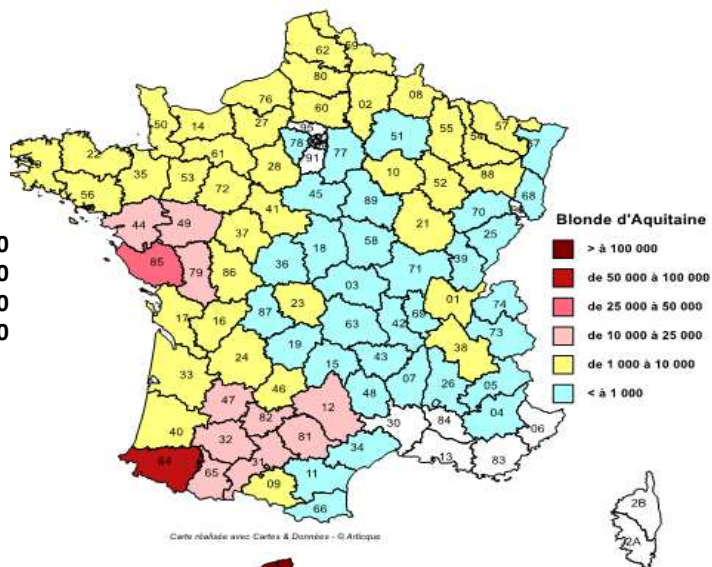 62 59
80
76 60 02 08
50 14 27 95 51 55 54 57 67
78 91 77
22 61 28 10 88
35 53 72 52 68
56 45 89 70
41 21 25
44 49 37 18 58 39
85 79 86 36 71
03 01 74
17 16 87 23 63 42 69 73
19 38
24 15 43
33 46 48 07 26 05
47 12 04
40 82 30 84 06
32 81 34 13 83
64 65 31 11
09 66
2B
2A
0
0
0
0
Blonde d'Aquitaine
> à 100 000
de 50 000 à 100 000
de 25 000 à 50 000
de 10 000 à 25 000
de 1 000 à 10 000
< à 1 000
Carte réalisée avec Cartes & Données - © Articque